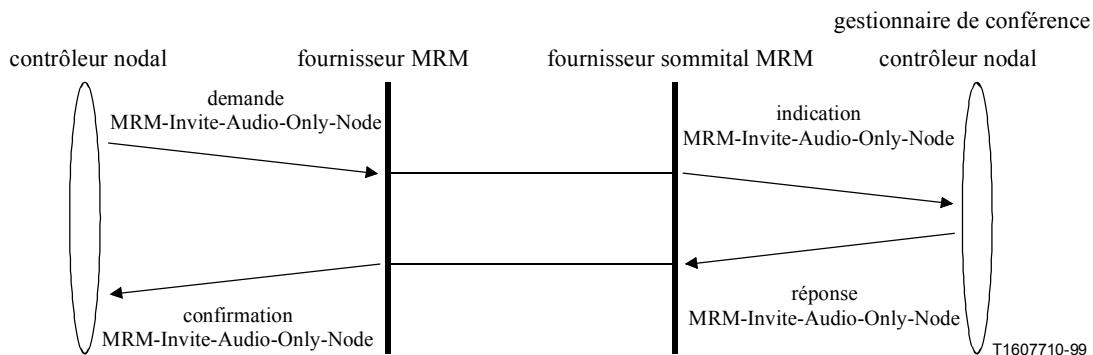 gestionnaire de conférence
contrôleur nodal
fournisseur MRM
fournisseur sommital MRM
contrôleur nodal
demande
MRM-Invite-Audio-Only-Node
indication
MRM-Invite-Audio-Only-Node
confirmation
MRM-Invite-Audio-Only-Node
réponse
MRM-Invite-Audio-Only-Node
T1607710-99